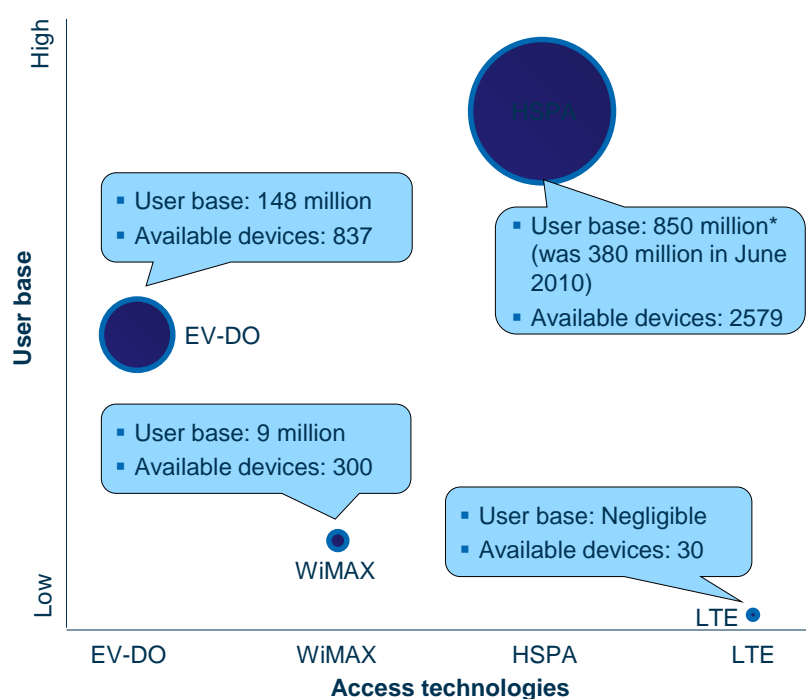 High
HSPA
▪ User base: 148 million
▪ Available devices: 837
▪ User base: 850 million*
(was 380 million in June
2010)
▪ Available devices: 2579
User base
EV-DO
▪ User base: 9 million
▪ Available devices: 300
▪ User base: Negligible
▪ Available devices: 30
WiMAX
Low
LTE
EV-DO WiMAX HSPA LTE
Access technologies